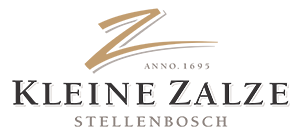 Z
ANNO. 1695
KLEINE ZALZE
STELLENBOSCH